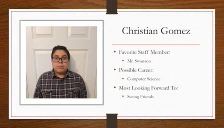 Christian Gomez
• Favorite Staff Member:
• Mr. Swanson
• Possible Career:
• Computer Science
• Most Looking Forward To:
• Seeing Friends